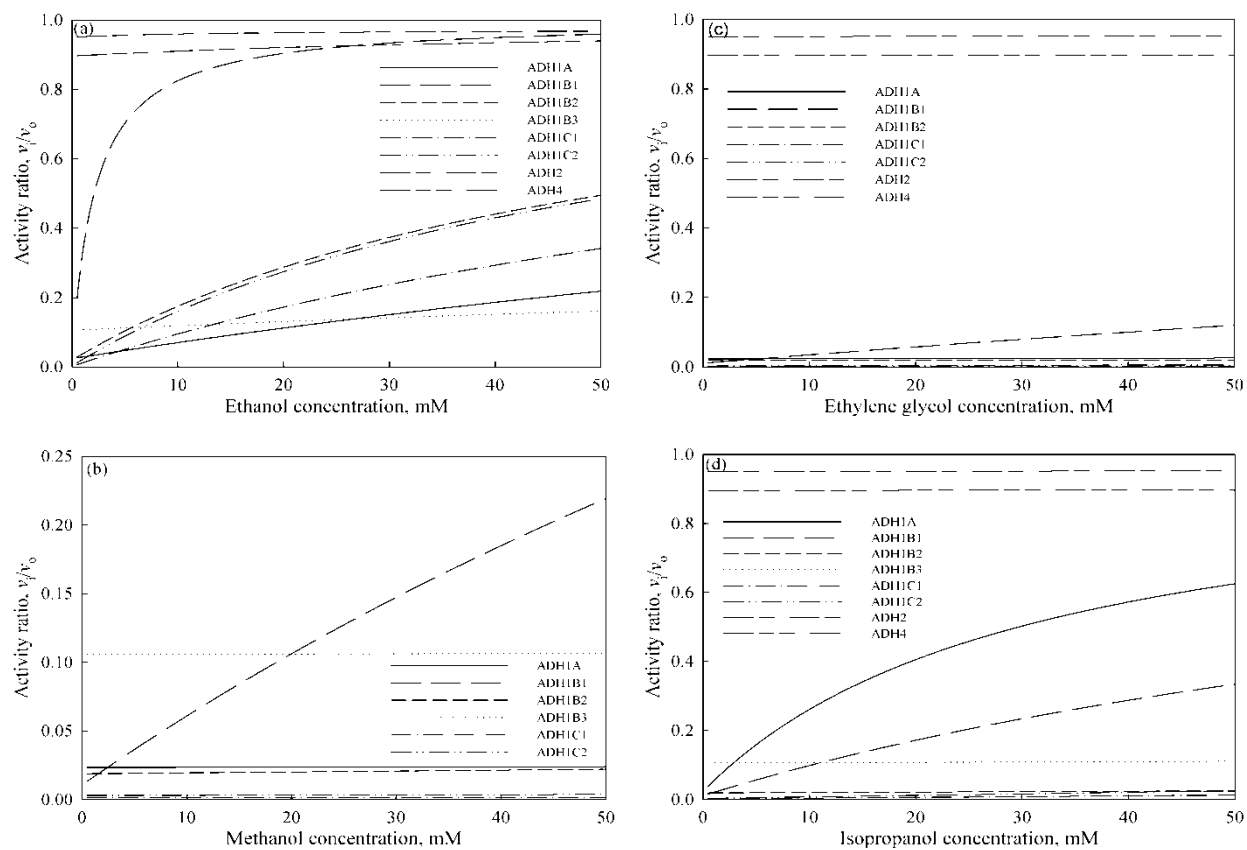 (a)
Activity ratio, vi/vo
1.0
0.8
0.6
0.4
0.2
0.0
ADH1A
ADH1B1
ADH1B2
ADH1B3
ADH1C1
ADH1C2
ADH2
ADH4
0 10 20 30 40 50
Ethanol concentration, mM
(c)
Activity ratio, vi/vo
1.0
0.8
0.6
0.4
0.2
0.0
ADH1A
ADH1B1
ADH1B2
ADH1C1
ADH1C2
ADH2
ADH4
0 10 20 30 40 50
Ethylene glycol concentration, mM
(b)
Activity ratio, vi/vo
0.25
0.20
0.15
0.10
0.05
0.00
ADH1A
ADH1B1
ADH1B2
ADH1B3
ADH1C1
ADH1C2
0 10 20 30 40 50
Methanol concentration, mM
(d)
Activity ratio, vi/vo
1.0
0.8
0.6
0.4
0.2
0.0
ADH1A
ADH1B1
ADH1B2
ADH1B3
ADH1C1
ADH1C2
ADH2
ADH4
0 10 20 30 40 50
Isopropanol concentration, mM